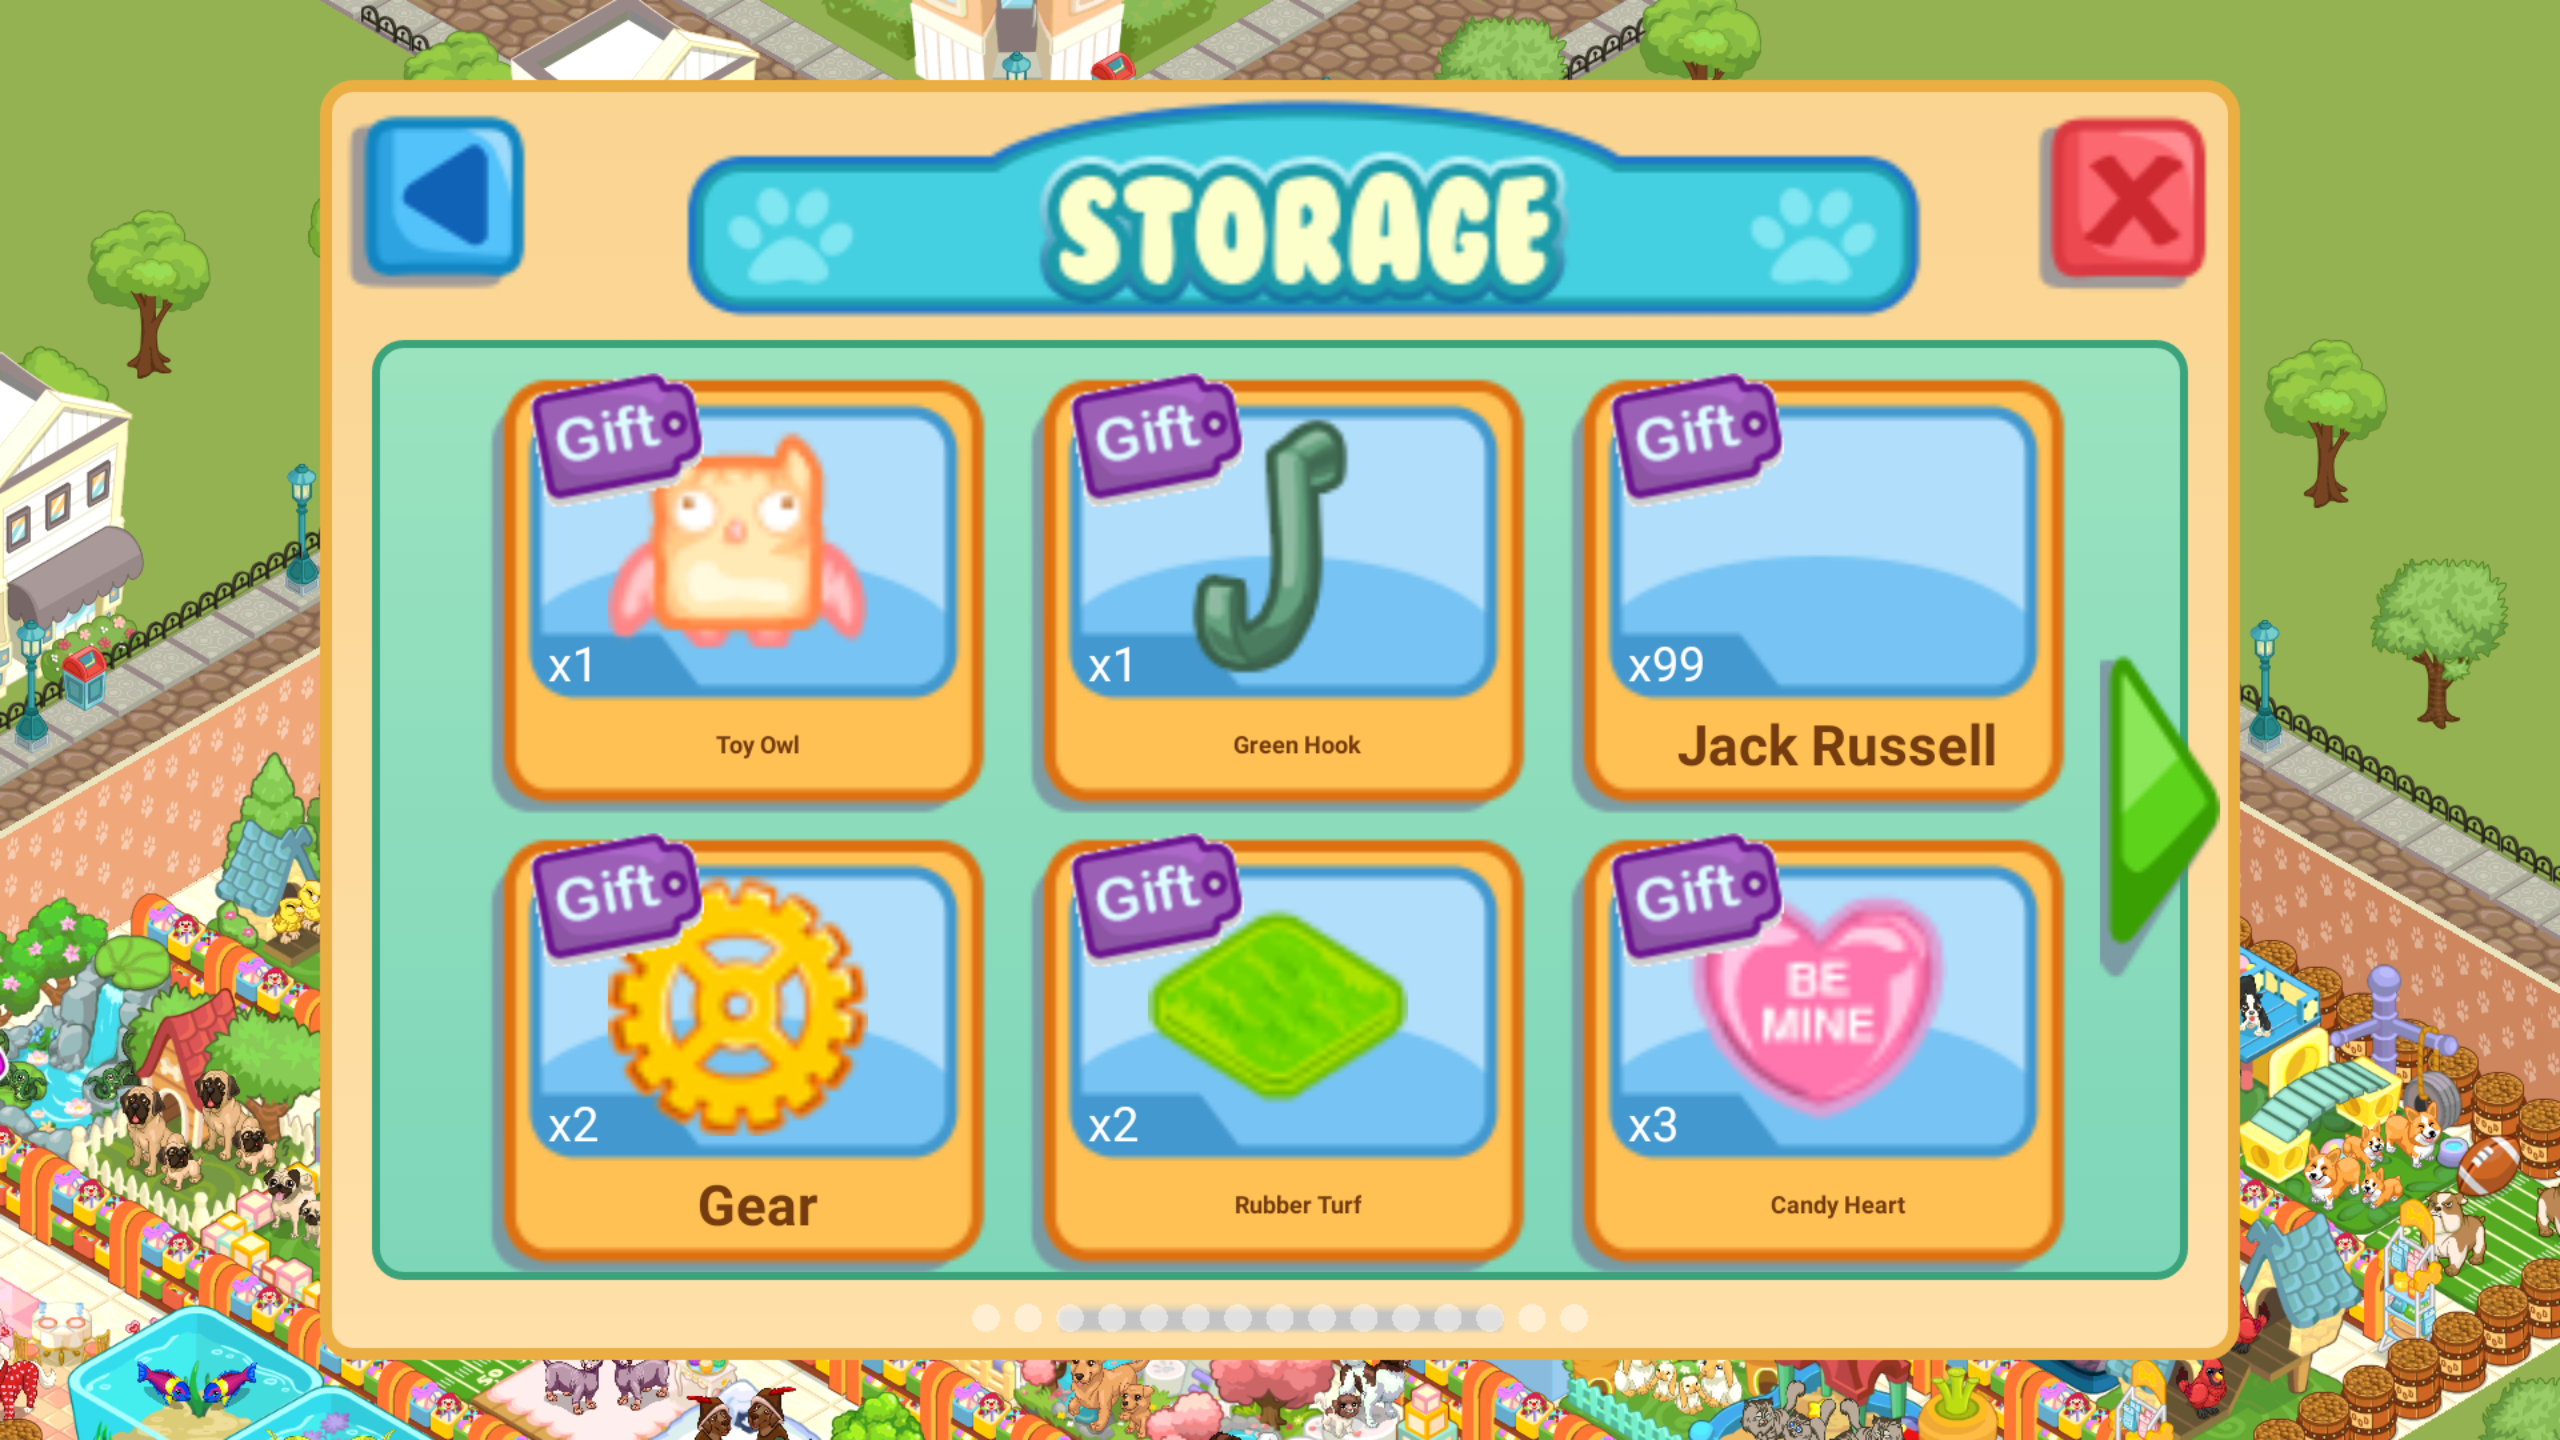 STORAGE
Gift
x1
Toy Owl
Gift
x1
Green Hook
Gift
x99
Jack Russell
Gift
x2
Gear
Gift
x2
Rubber Turf
Gift
BE
MINE
x3
Candy Heart
50